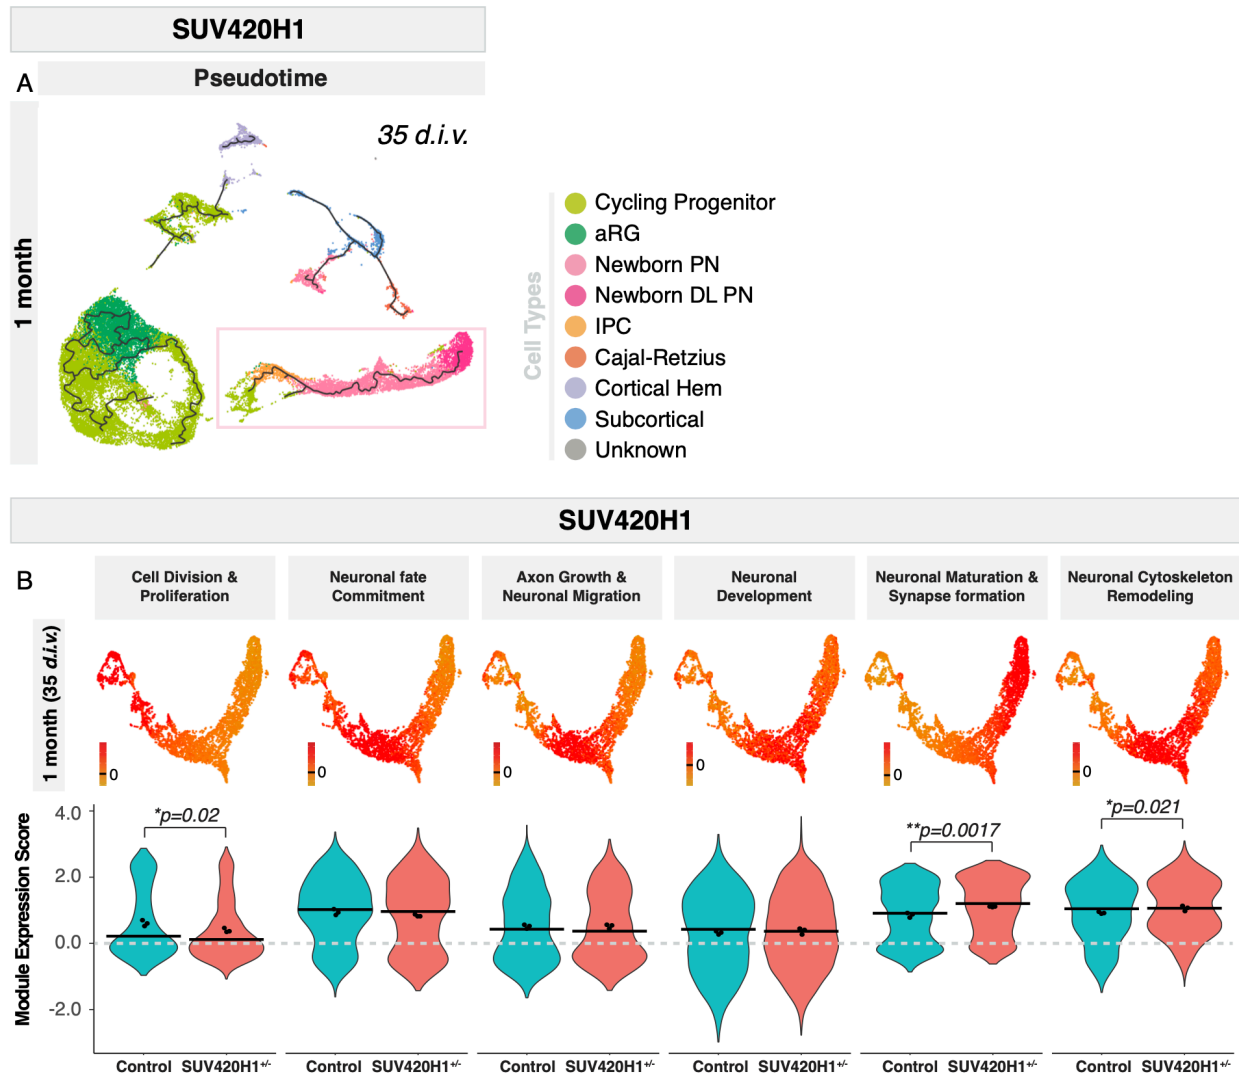 SUV420H1
A
Pseudotime
1 month
35 d.i.v.
Cell Types
Cycling Progenitor
aRG
Newborn PN
Newborn DL PN
IPC
Cajal-Retzius
Cortical Hem
Subcortical
Unknown
SUV420H1
B
Cell Division &
Proliferation
Neuronal fate
Commitment
Axon Growth &
Neuronal Migration
Neuronal
Development
Neuronal Maturation &
Synapse formation
Neuronal Cytoskeleton
Remodeling
1 month (35 d.i.v.)
0
0
0
0
0
0
Module Expression Score
4.0
2.0
0.0
-2.0
*p=0.02
**p=0.0017
*p=0.021
Control SUV420H1+/-
Control SUV420H1+/-
Control SUV420H1+/-
Control SUV420H1+/-
Control SUV420H1+/-
Control SUV420H1+/-